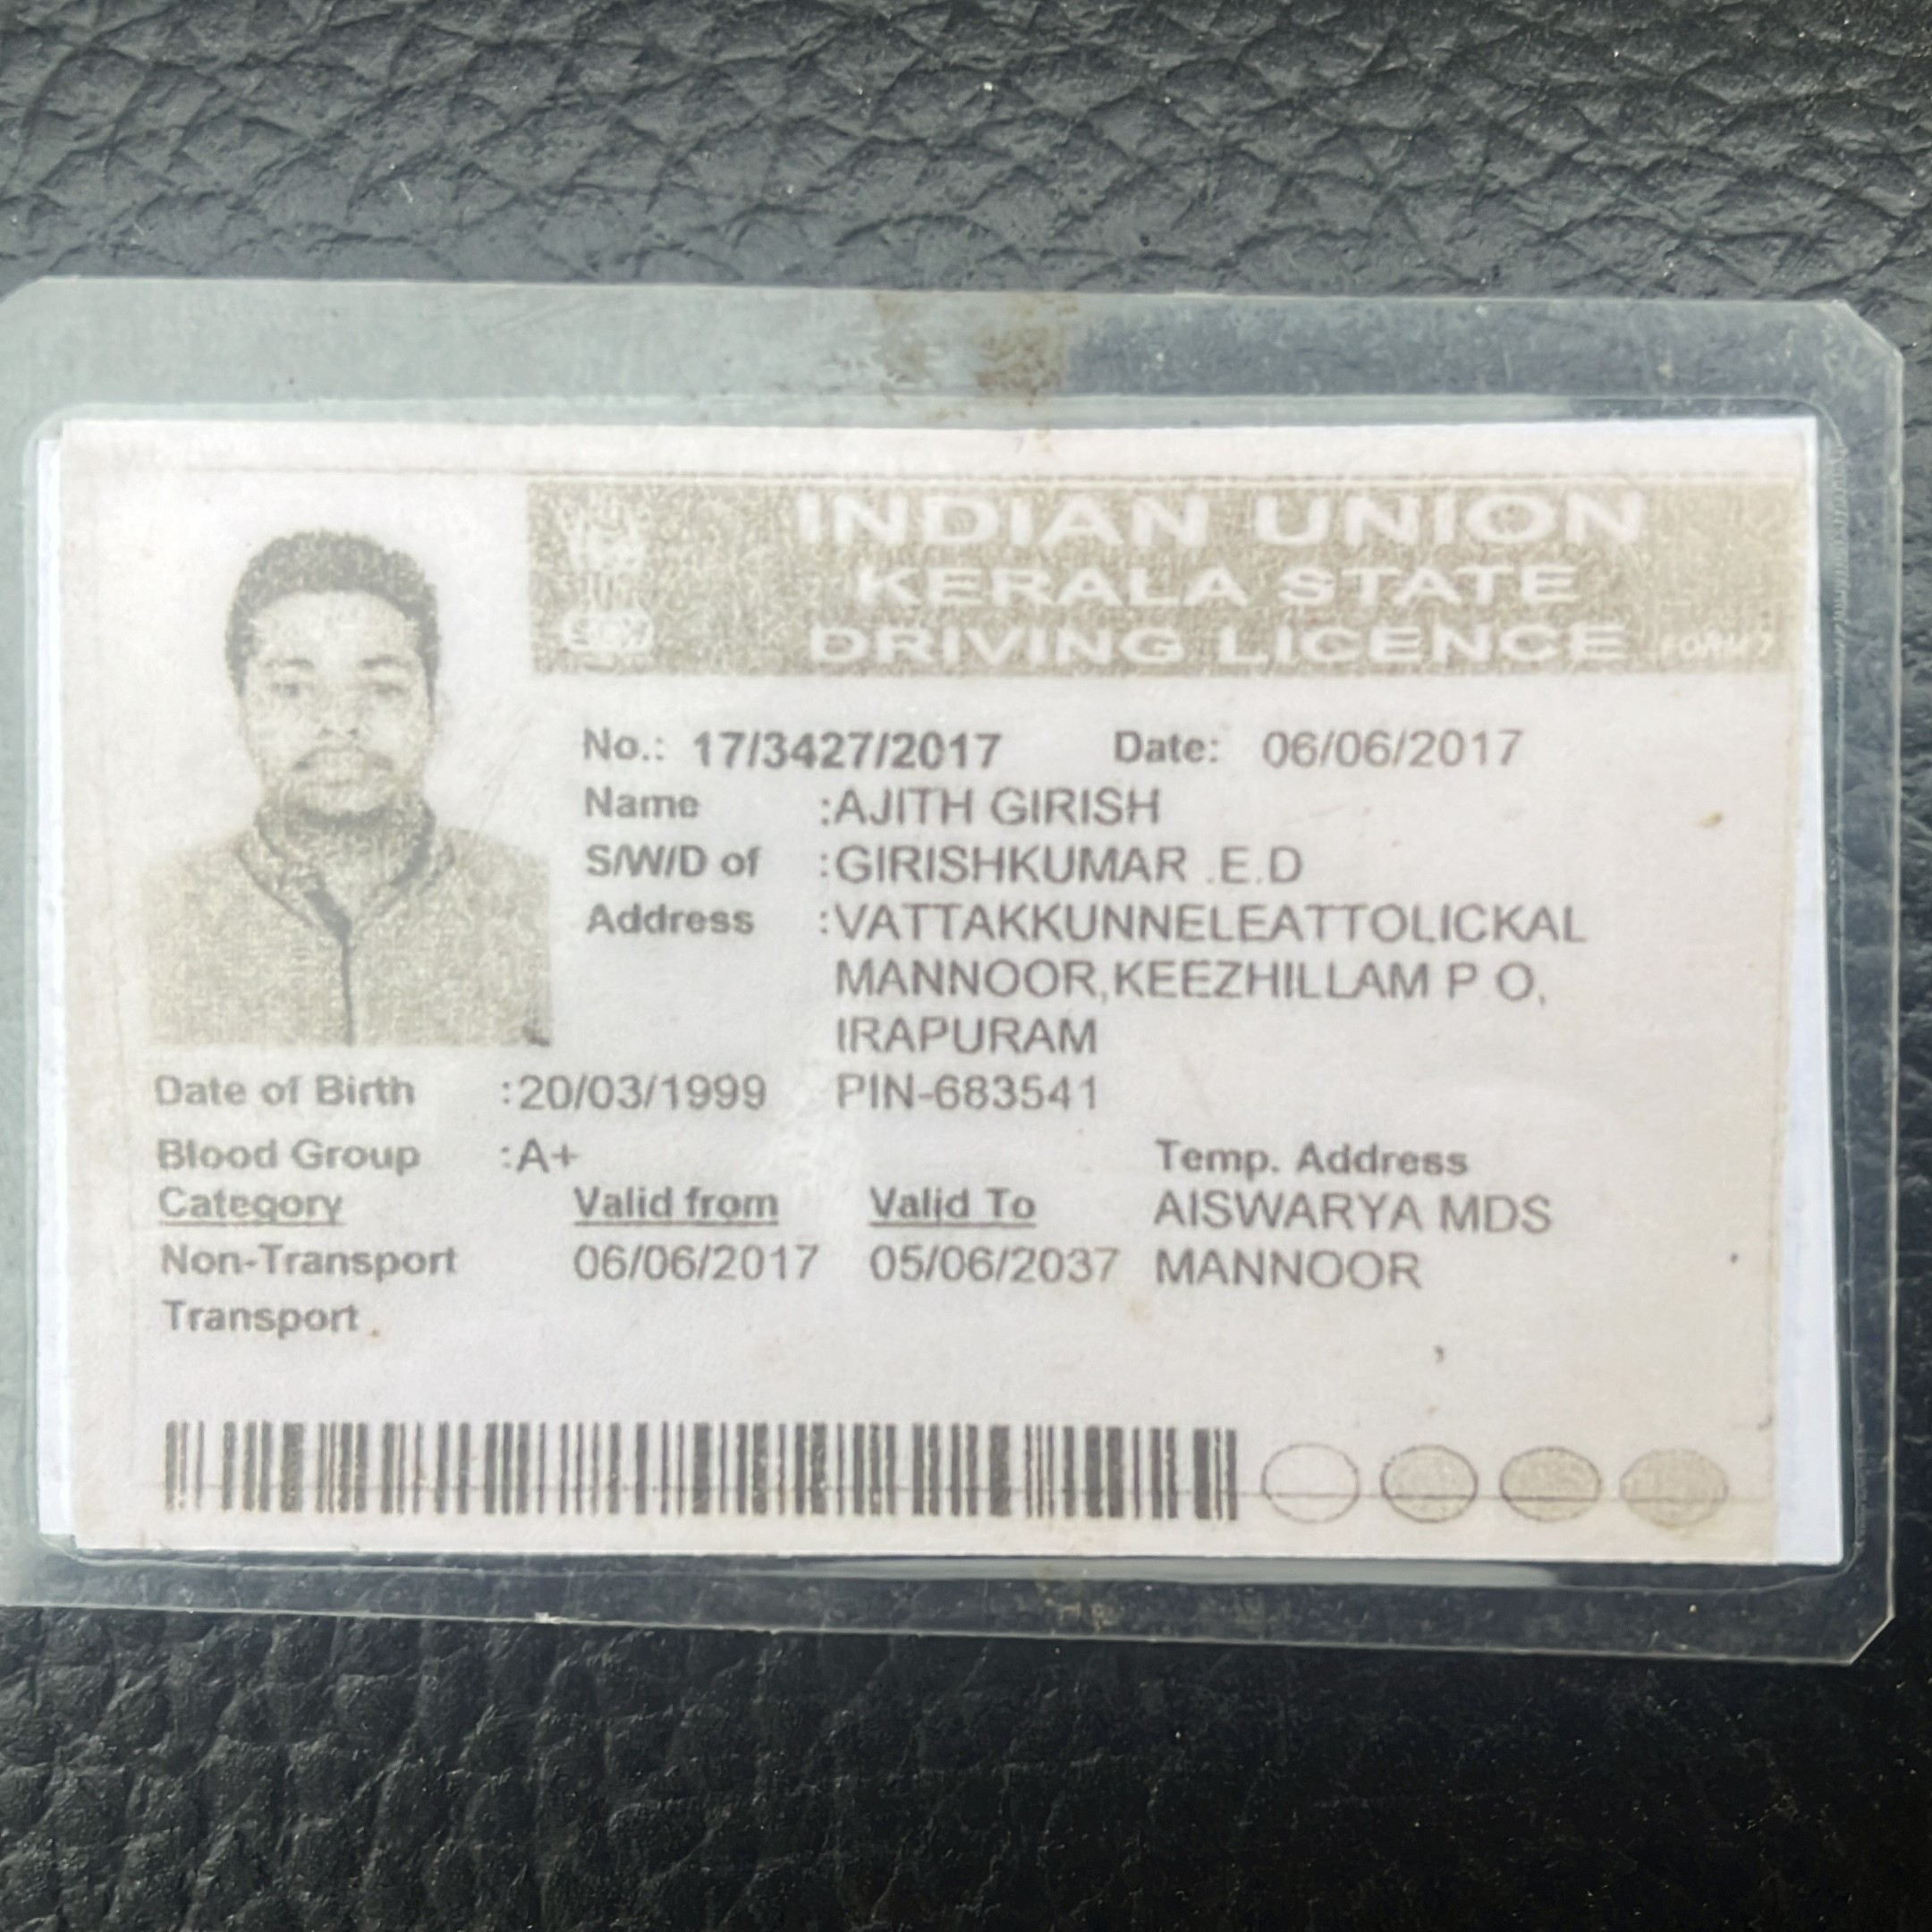 INDIAN UNION
KERALA STATE
DRIVING LICENCE FORM 7
No.: 17/3427/2017 Date: 06/06/2017
Name :AJITH GIRISH
S/W/D of :GIRISHKUMAR .E.D
Address :VATTAKKUNNELEATTOLICKAL
MANNOOR,KEEZHILLAM P O,
IRAPURAM
Date of Birth :20/03/1999 PIN-683541
Blood Group :A+ Temp. Address
Category Valid from Valid To AISWARYA MDS
Non-Transport 06/06/2017 05/06/2037 MANNOOR
Transport